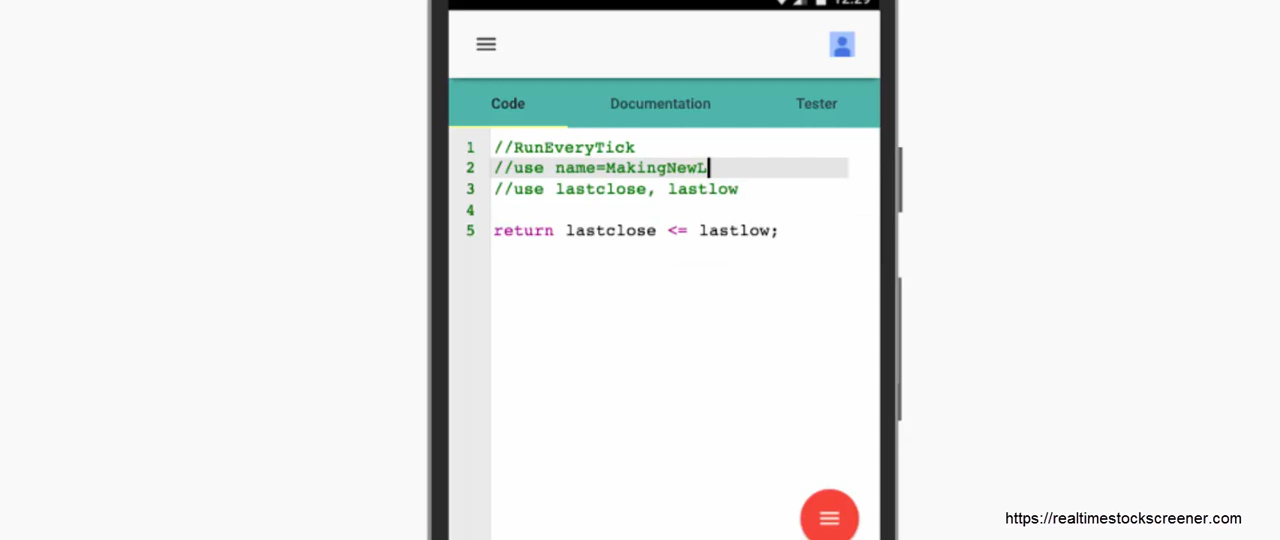 Code
Documentation
Tester
1 //RunEveryTick
2 //use name=MakingNewL
3 //use lastclose, lastlow
4
5 return lastclose <= lastlow;
https://realtimestockscreener.com